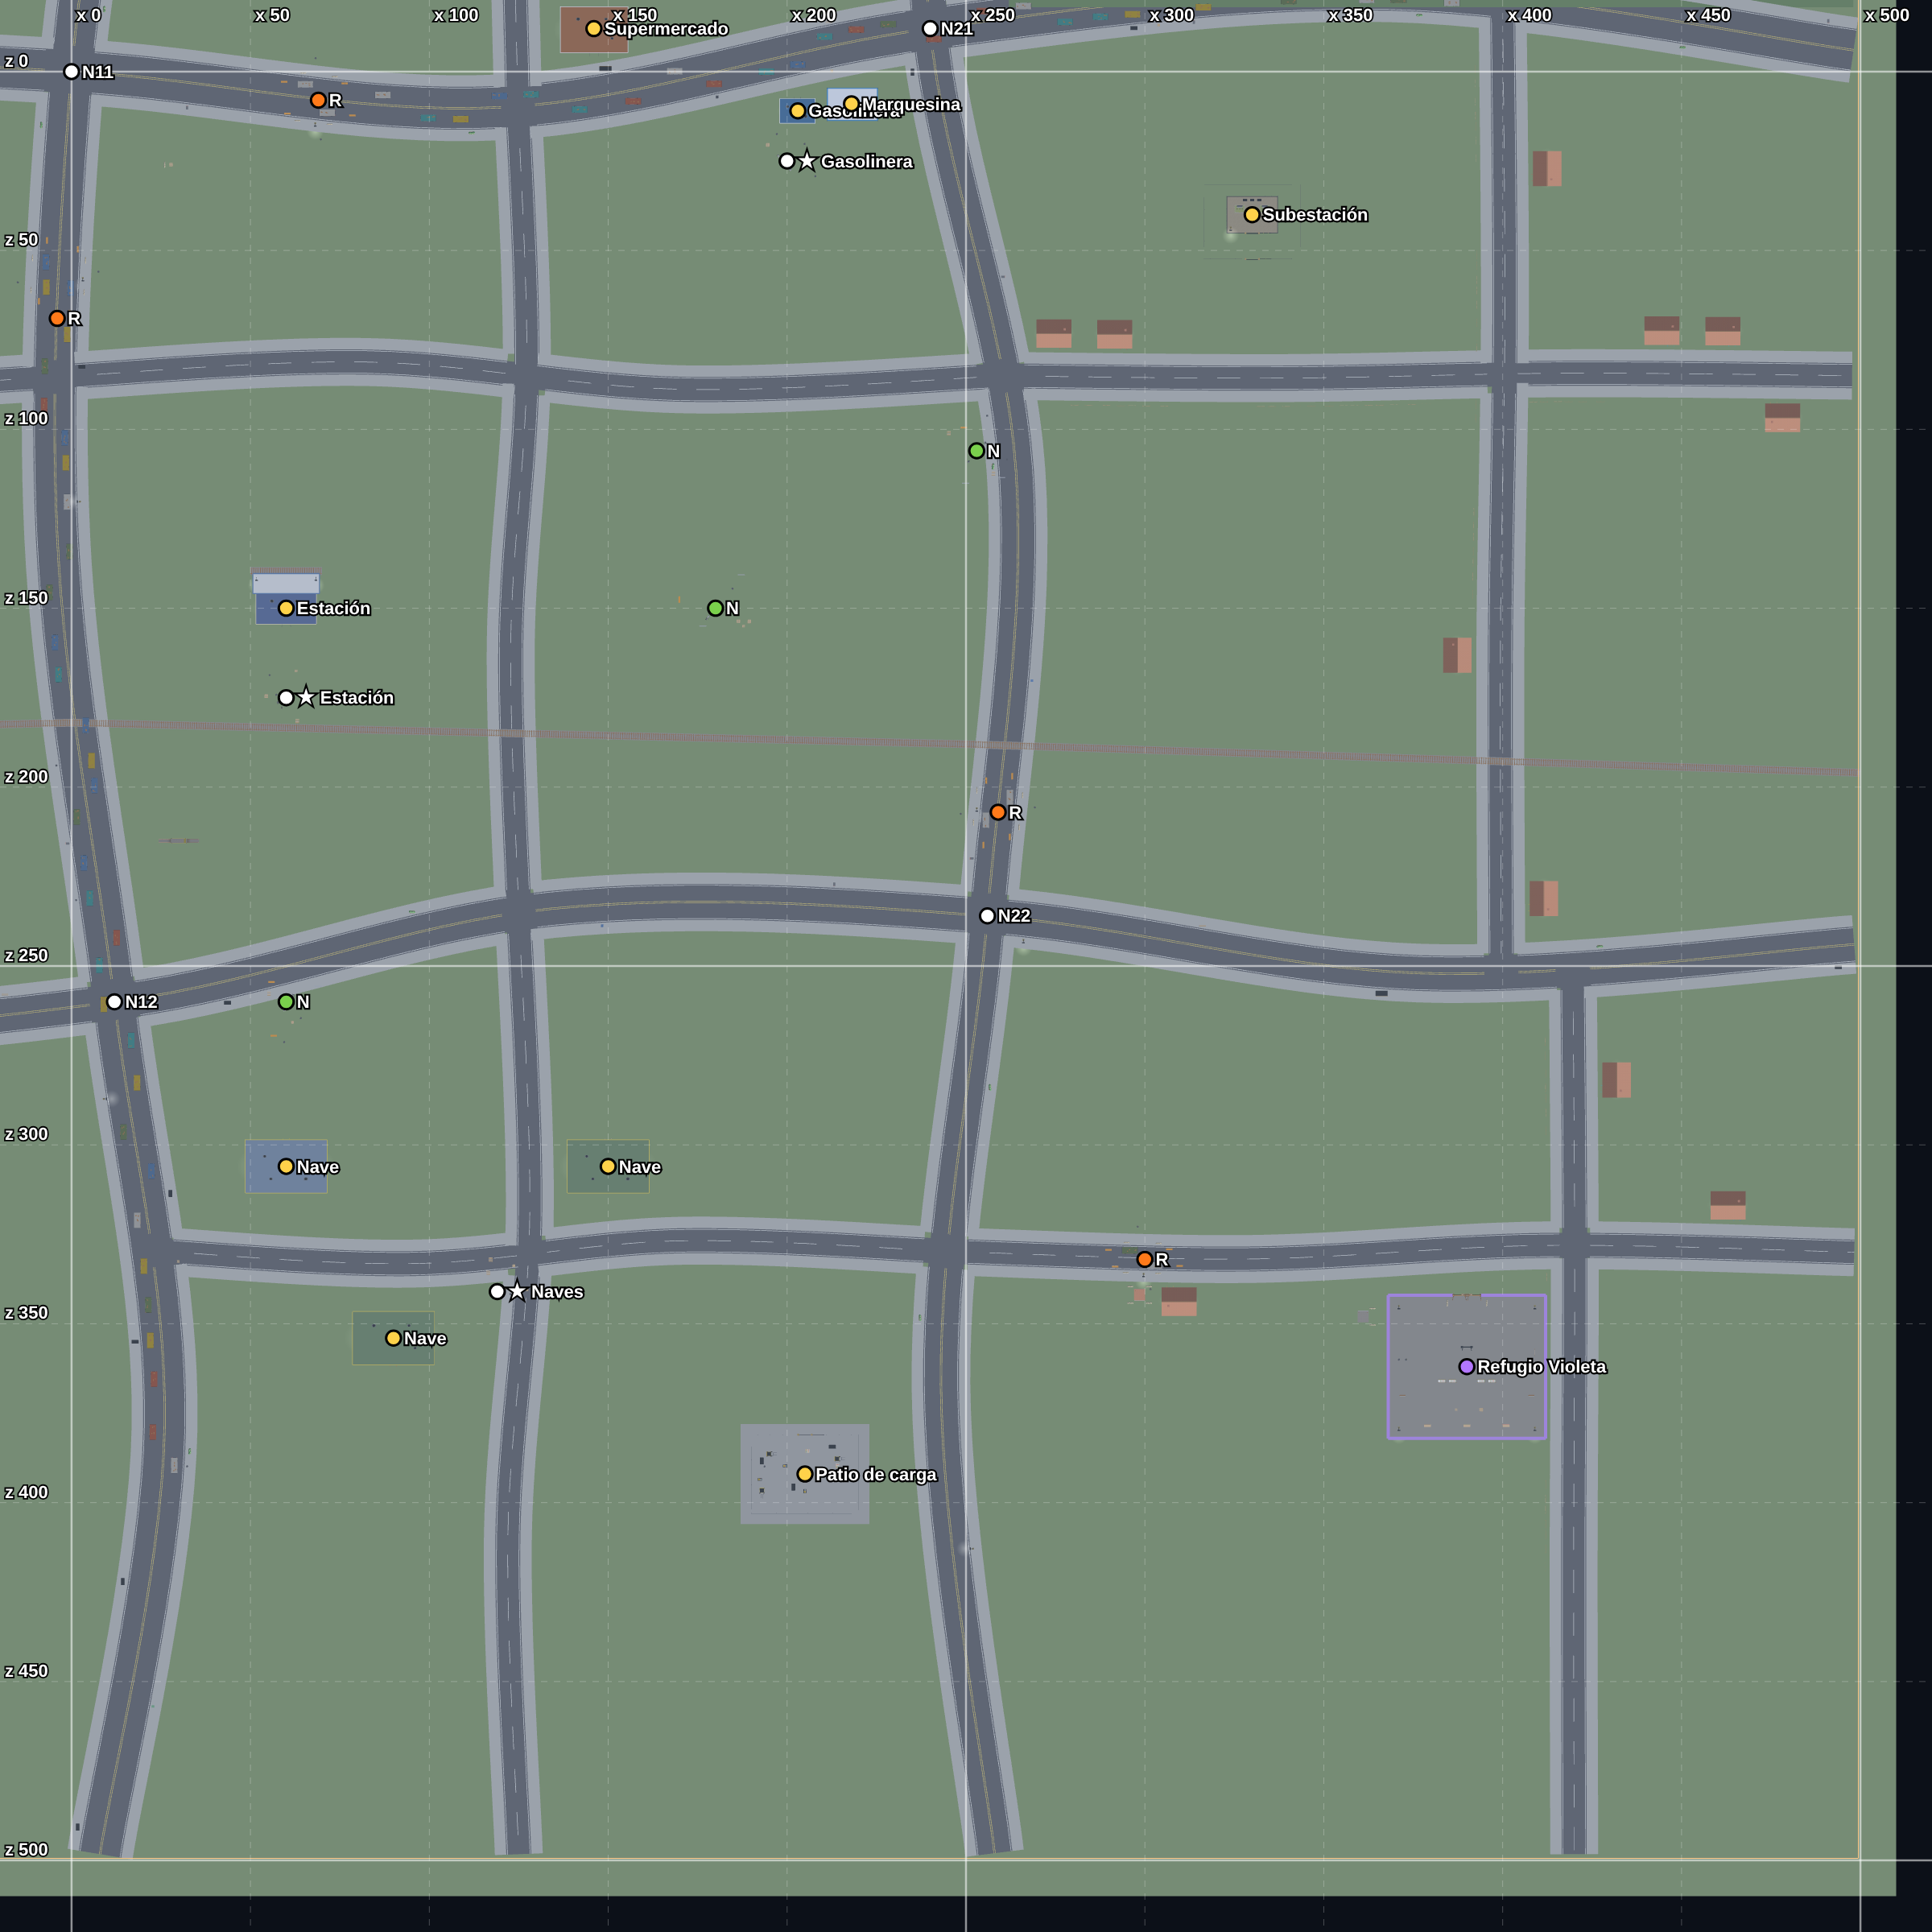 x 0
x 50
x 100
x 150
x 200
x 250
x 300
x 350
x 400
x 450
x 500
Supermercado
N21
z 0
N11
R
Marquesina
Gasolinera
Gasolinera
Subestación
z 50
R
z 100
N
z 150
Estación
N
Estación
z 200
R
N22
z 250
N12
N
z 300
Nave
Nave
R
Naves
z 350
Nave
Refugio Violeta
Patio de carga
z 400
z 450
z 500